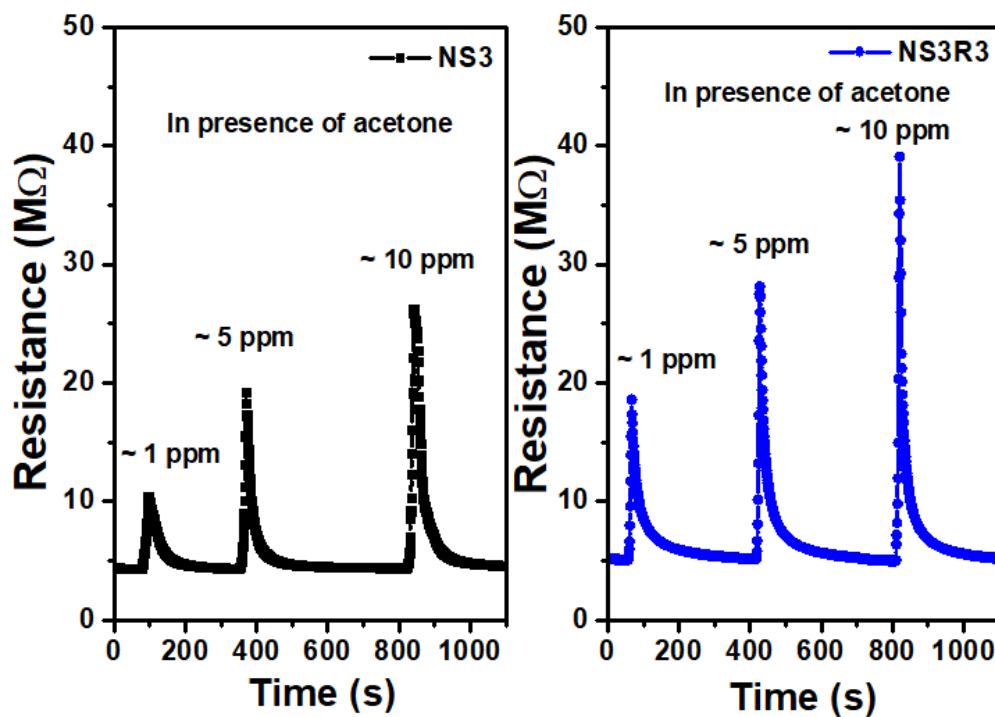 NS3
In presence of acetone
~ 1 ppm
~ 5 ppm
~ 10 ppm
50
40
30
20
10
0
0 200 400 600 800 1000
Resistance (MΩ)
Time (s)
NS3R3
In presence of acetone
~ 10 ppm
~ 5 ppm
~ 1 ppm
50
40
30
20
10
0
0 200 400 600 800 1000
Resistance (MΩ)
Time (s)